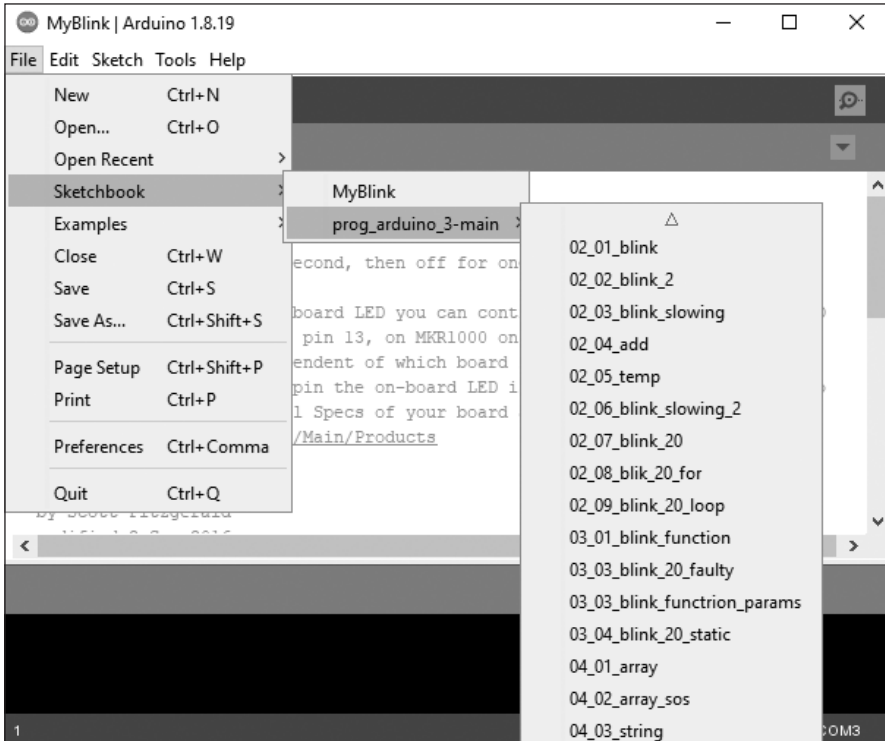 MyBlink | Arduino 1.8.19
File Edit Sketch Tools Help
New Ctrl+N
Open... Ctrl+O
Open Recent
Sketchbook
Examples
Close Ctrl+W
Save Ctrl+S
Save As... Ctrl+Shift+S
Page Setup Ctrl+Shift+P
Print Ctrl+P
Preferences Ctrl+Comma
Quit Ctrl+Q
MyBlink
prog_arduino_3-main
02_01_blink
02_02_blink_2
02_03_blink_slowing
02_04_add
02_05_temp
02_06_blink_slowing_2
02_07_blink_20
02_08_blik_20_for
02_09_blink_20_loop
03_01_blink_function
03_03_blink_20_faulty
03_03_blink_functrion_params
03_04_blink_20_static
04_01_array
04_02_array_sos
04_03_string
econd, then off for on
board LED you can cont
pin 13, on MKR1000 on
endent of which board
pin the on-board LED i
l Specs of your board
/Main/Products
by Scott Fitzgerald
1
COM3